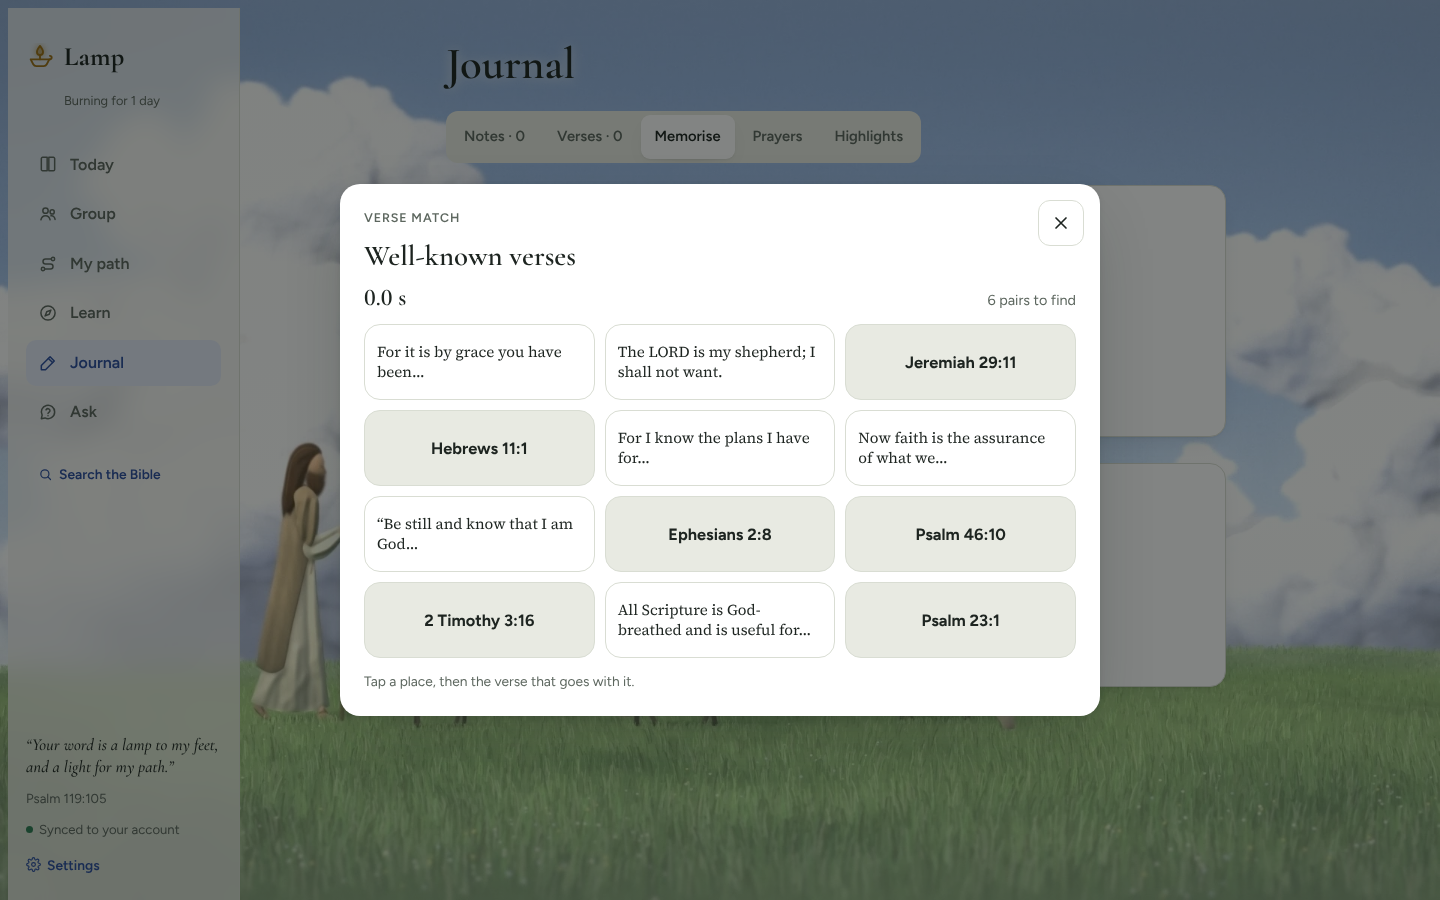 Lamp
Burning for 1 day
Today
Group
My path
Learn
Journal
Ask
Search the Bible
“Your word is a lamp to my feet,
and a light for my path.”
Psalm 119:105
Synced to your account
Settings
Journal
Notes · 0
Verses · 0
Memorise
Prayers
Highlights
VERSE MATCH
Well-known verses
0.0 s
6 pairs to find
For it is by grace you have
been...
The LORD is my shepherd; I
shall not want.
Jeremiah 29:11
Hebrews 11:1
For I know the plans I have
for...
Now faith is the assurance
of what we...
“Be still and know that I am
God...
Ephesians 2:8
Psalm 46:10
2 Timothy 3:16
All Scripture is God-
breathed and is useful for...
Psalm 23:1
Tap a place, then the verse that goes with it.